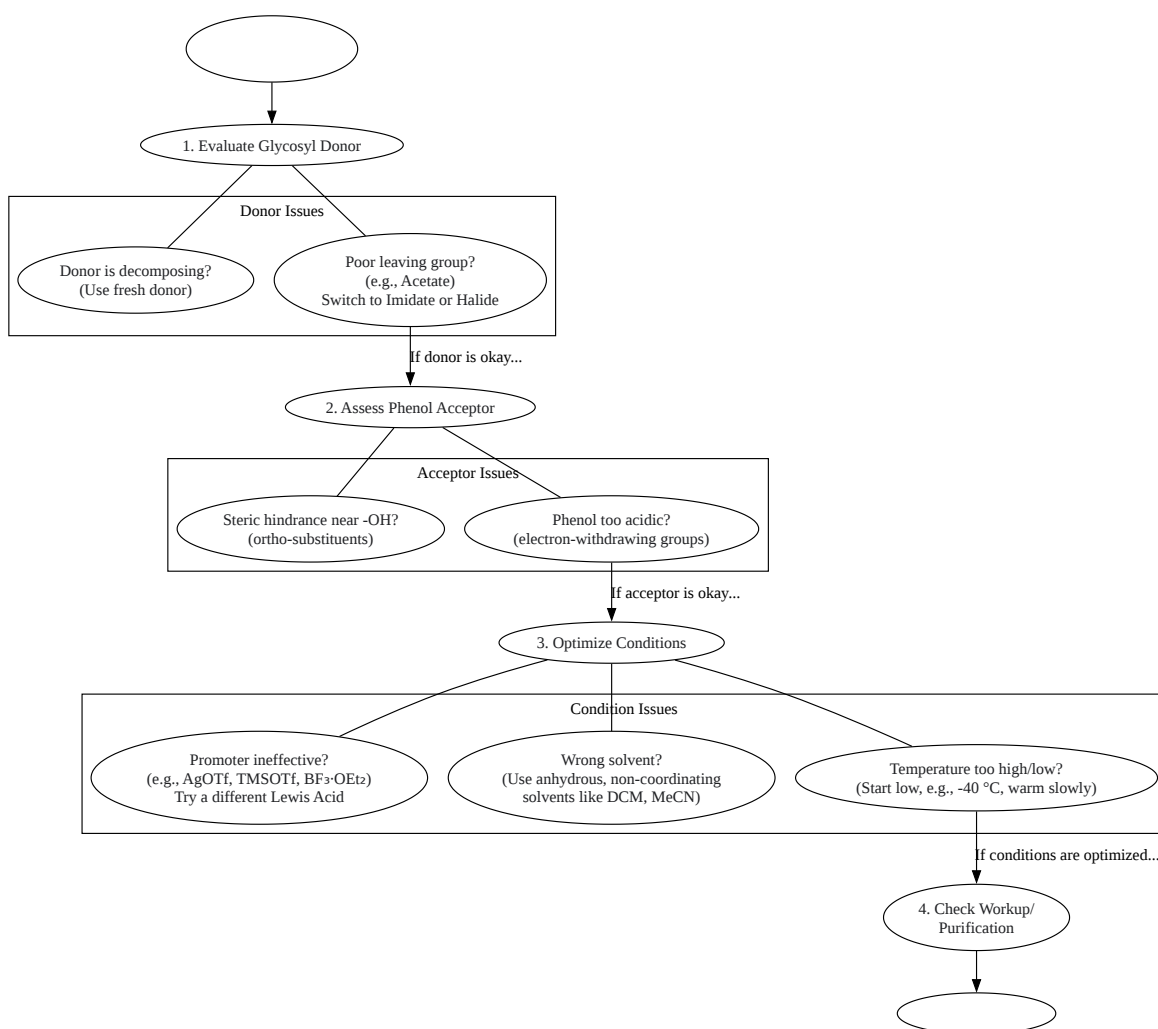 1. Evaluate Glycosyl Donor
Donor Issues
Donor is decomposing?
(Use fresh donor)
Poor leaving group?
(e.g., Acetate)
Switch to Imidate or Halide
If donor is okay...
2. Assess Phenol Acceptor
Acceptor Issues
Steric hindrance near -OH?
(ortho-substituents)
Phenol too acidic?
(electron-withdrawing groups)
If acceptor is okay...
3. Optimize Conditions
Condition Issues
Promoter ineffective?
(e.g., AgOTf, TMSOTf, BF₃·OEt₂)
Try a different Lewis Acid
Wrong solvent?
(Use anhydrous, non-coordinating
solvents like DCM, MeCN)
Temperature too high/low?
(Start low, e.g., -40 °C, warm slowly)
If conditions are optimized...
4. Check Workup/
Purification